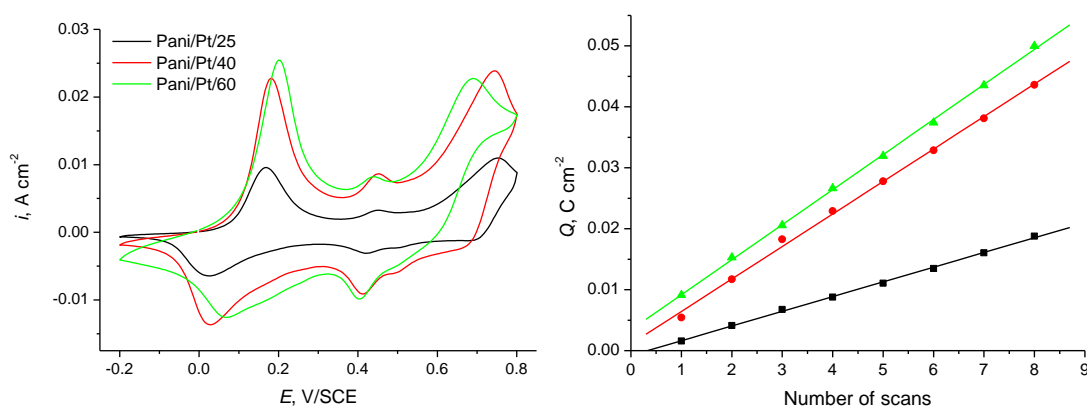 0.03
0.02
0.01
0.00
-0.01
i, A cm⁻²
Pani/Pt/25
Pani/Pt/40
Pani/Pt/60
-0.2 0.0 0.2 0.4 0.6 0.8
E, V/SCE
0.05
0.04
0.03
0.02
0.01
0.00
Q, C cm⁻²
0 1 2 3 4 5 6 7 8 9
Number of scans